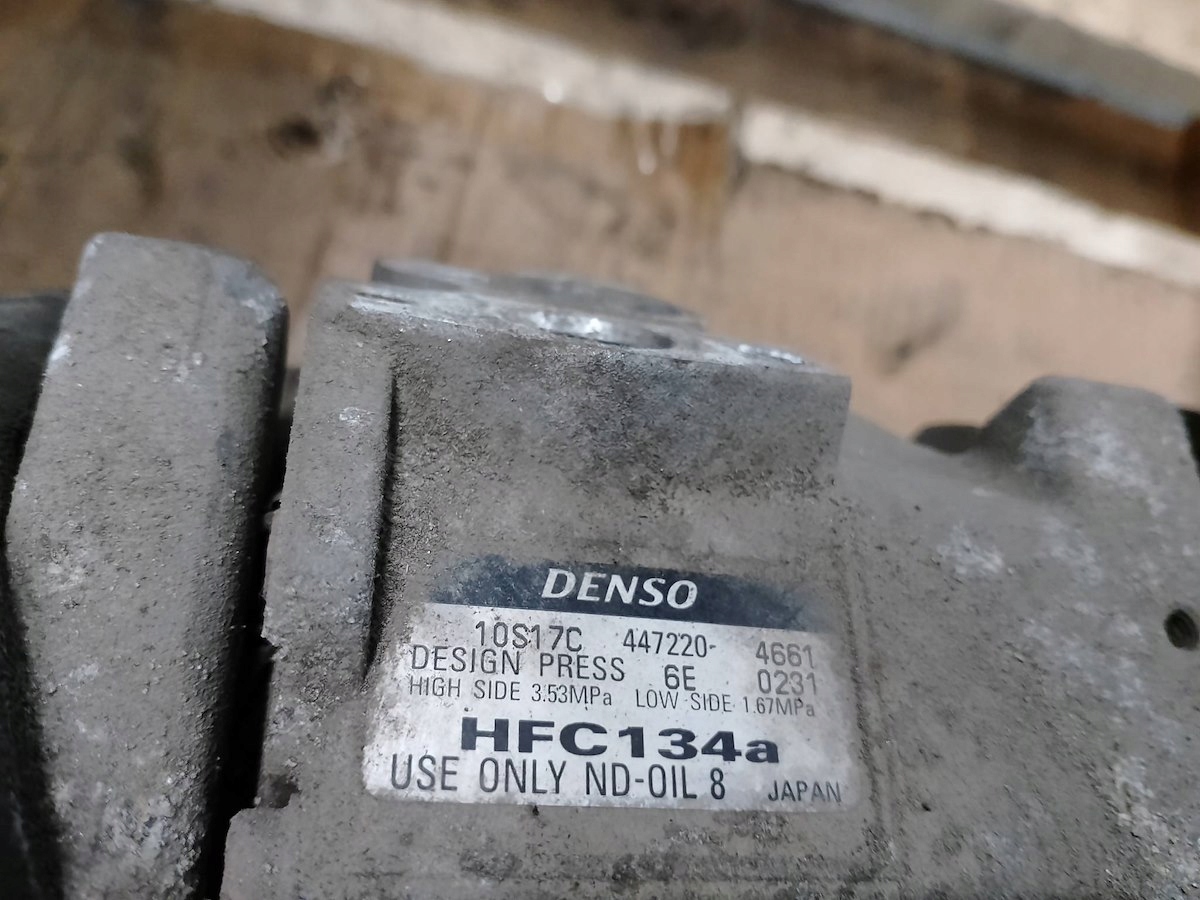 DENSO
10S17C 447220- 4661
DESIGN PRESS 6E 0231
HIGH SIDE 3.53MPa LOW SIDE 1.67MPa
HFC134a
USE ONLY ND-OIL 8 JAPAN